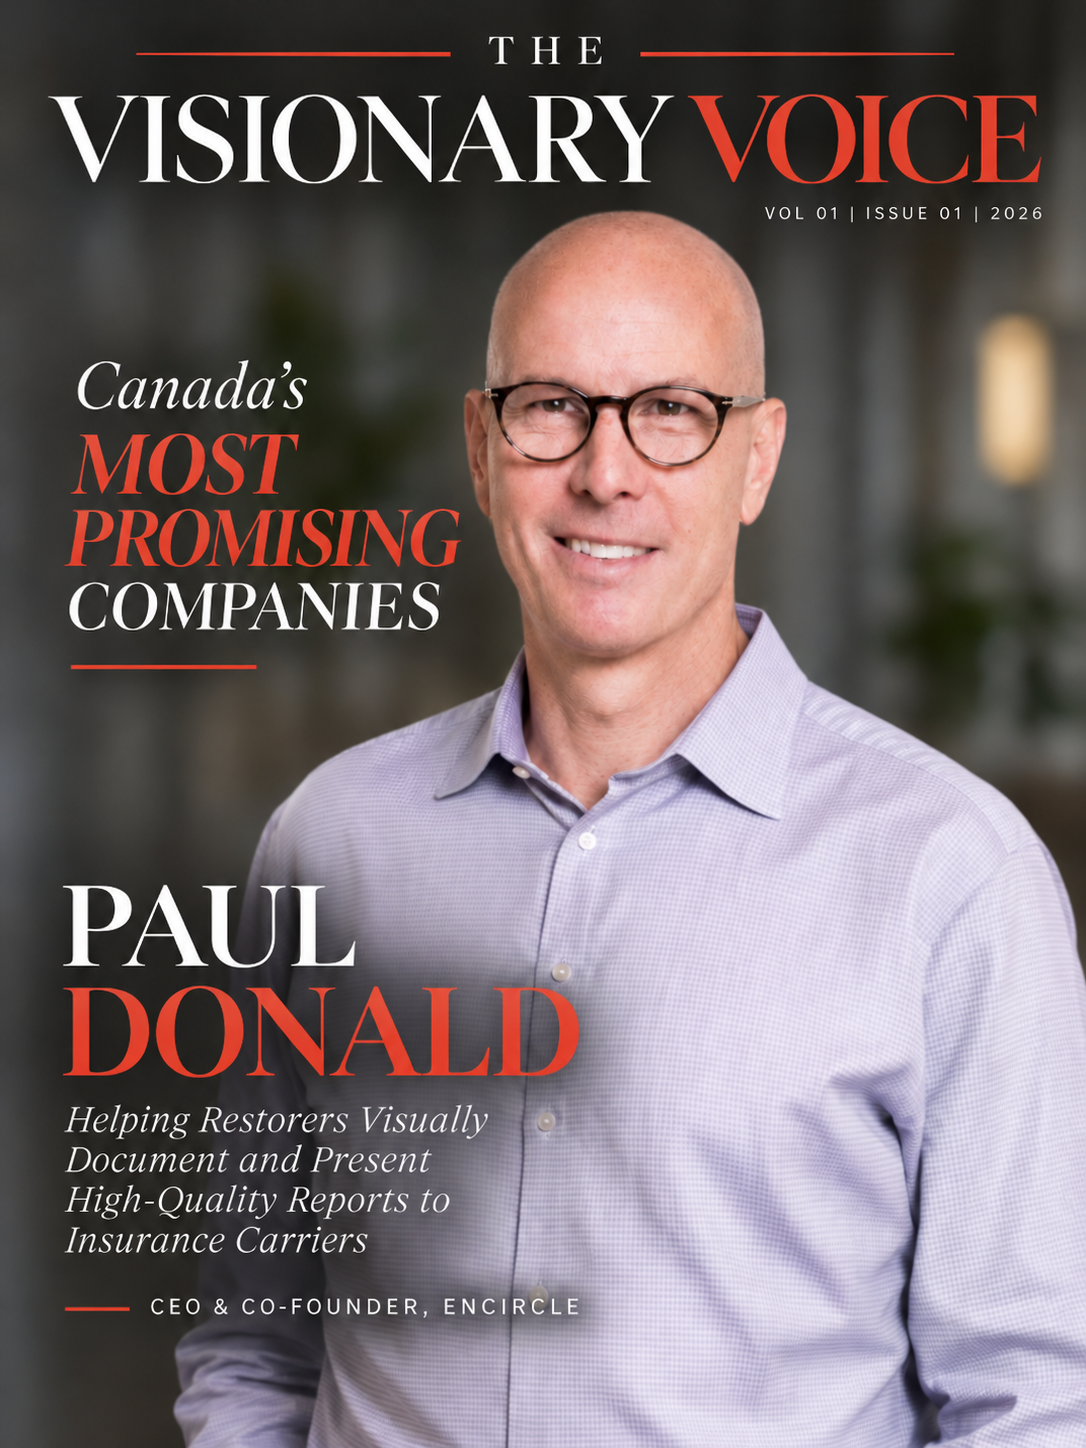 THE
VISIONARY VOICE
VOL 01 | ISSUE 01 | 2026
Canada’s
MOST
PROMISING
COMPANIES
PAUL
DONALD
Helping Restorers Visually
Document and Present
High-Quality Reports to
Insurance Carriers
CEO & CO-FOUNDER, ENCIRCLE